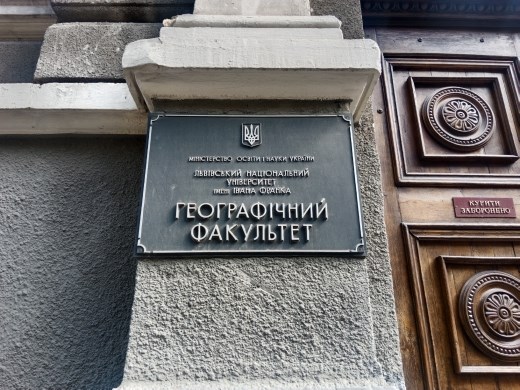 МІНІСТЕРСТВО ОСВІТИ І НАУКИ УКРАЇНИ
ЛЬВІВСЬКИЙ НАЦІОНАЛЬНИЙ
УНІВЕРСИТЕТ
ІМЕНІ ІВАНА ФРАНКА
ГЕОГРАФІЧНИЙ
ФАКУЛЬТЕТ
КУРИТИ
ЗАБОРОНЕНО